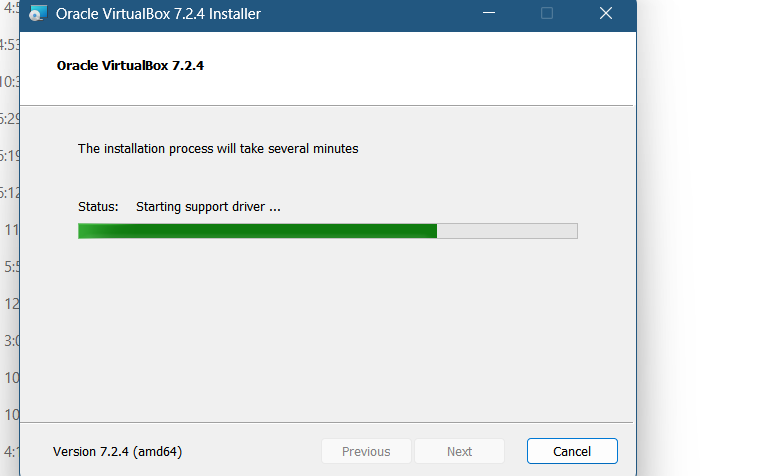 Oracle VirtualBox 7.2.4 Installer
Oracle VirtualBox 7.2.4
The installation process will take several minutes
Status: Starting support driver ...
Version 7.2.4 (amd64)
Previous
Next
Cancel